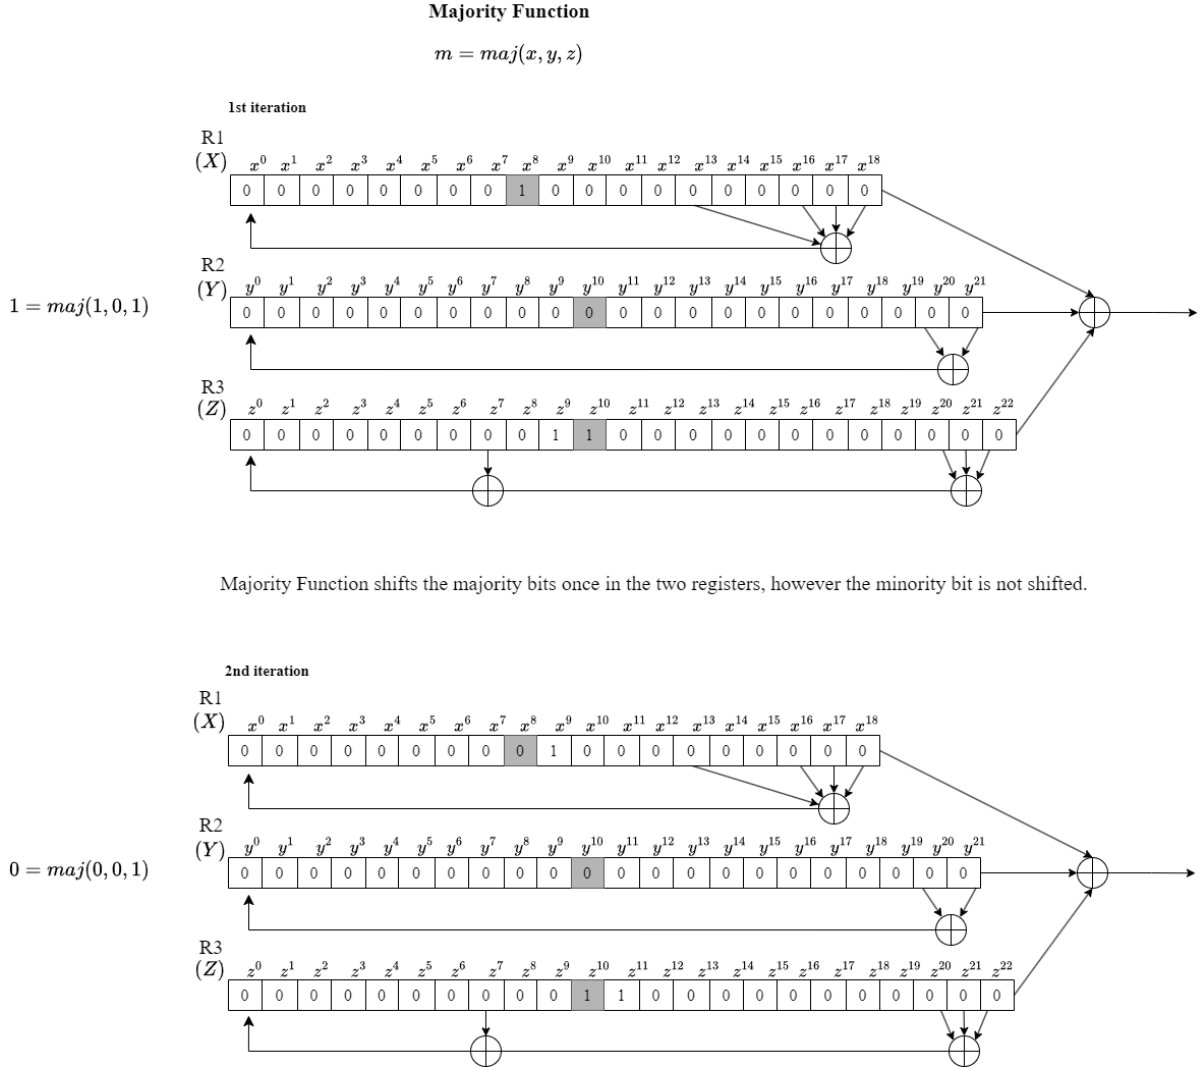 Majority Function
m = maj(x, y, z)
1st iteration
R1
(X) x⁰ x¹ x² x³ x⁴ x⁵ x⁶ x⁷ x⁸ x⁹ x¹⁰ x¹¹ x¹² x¹³ x¹⁴ x¹⁵ x¹⁶ x¹⁷ x¹⁸
0 0 0 0 0 0 0 0 1 0 0 0 0 0 0 0 0 0 0
R2
(Y) y⁰ y¹ y² y³ y⁴ y⁵ y⁶ y⁷ y⁸ y⁹ y¹⁰ y¹¹ y¹² y¹³ y¹⁴ y¹⁵ y¹⁶ y¹⁷ y¹⁸ y¹⁹ y²⁰ y²¹
1 = maj(1, 0, 1)
0 0 0 0 0 0 0 0 0 0 0 0 0 0 0 0 0 0 0 0 0 0
R3
(Z) z⁰ z¹ z² z³ z⁴ z⁵ z⁶ z⁷ z⁸ z⁹ z¹⁰ z¹¹ z¹² z¹³ z¹⁴ z¹⁵ z¹⁶ z¹⁷ z¹⁸ z¹⁹ z²⁰ z²¹ z²²
0 0 0 0 0 0 0 0 0 1 1 0 0 0 0 0 0 0 0 0 0 0 0
Majority Function shifts the majority bits once in the two registers, however the minority bit is not shifted.
2nd iteration
R1
(X) x⁰ x¹ x² x³ x⁴ x⁵ x⁶ x⁷ x⁸ x⁹ x¹⁰ x¹¹ x¹² x¹³ x¹⁴ x¹⁵ x¹⁶ x¹⁷ x¹⁸
0 0 0 0 0 0 0 0 0 1 0 0 0 0 0 0 0 0 0
R2
(Y) y⁰ y¹ y² y³ y⁴ y⁵ y⁶ y⁷ y⁸ y⁹ y¹⁰ y¹¹ y¹² y¹³ y¹⁴ y¹⁵ y¹⁶ y¹⁷ y¹⁸ y¹⁹ y²⁰ y²¹
0 = maj(0, 0, 1)
0 0 0 0 0 0 0 0 0 0 0 0 0 0 0 0 0 0 0 0 0 0
R3
(Z) z⁰ z¹ z² z³ z⁴ z⁵ z⁶ z⁷ z⁸ z⁹ z¹⁰ z¹¹ z¹² z¹³ z¹⁴ z¹⁵ z¹⁶ z¹⁷ z¹⁸ z¹⁹ z²⁰ z²¹ z²²
0 0 0 0 0 0 0 0 0 0 1 1 0 0 0 0 0 0 0 0 0 0 0